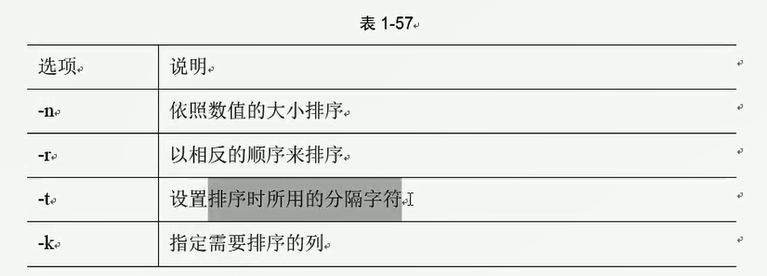 表 1-57
选项 说明
-n 依照数值的大小排序
-r 以相反的顺序来排序
-t 设置排序时所用的分隔字符
-k 指定需要排序的列